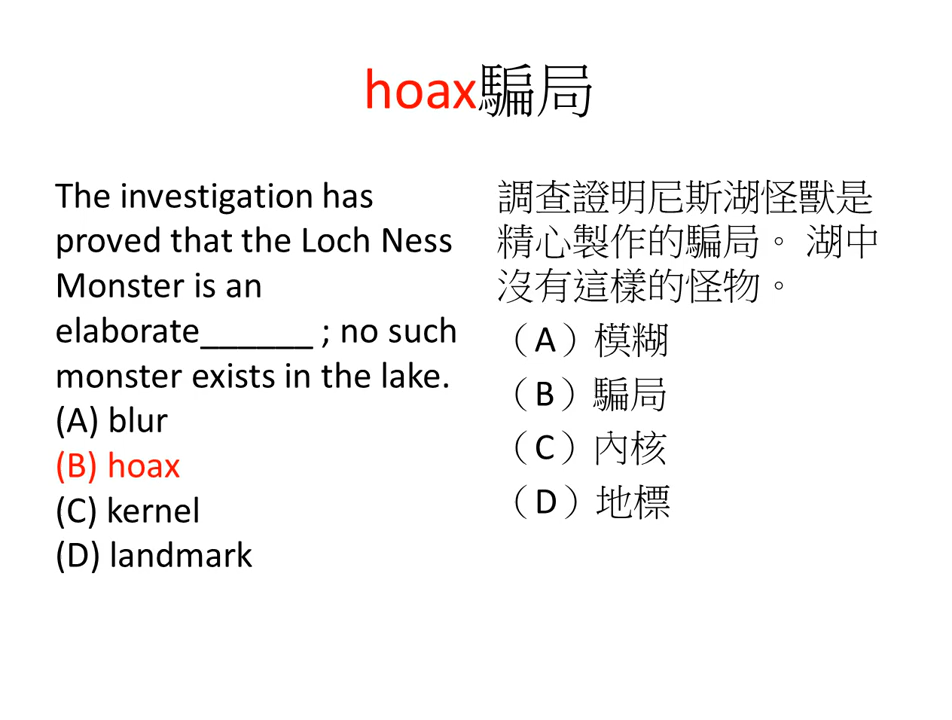 hoax騙局
The investigation has
proved that the Loch Ness
Monster is an
elaborate______ ; no such
monster exists in the lake.
(A) blur
(B) hoax
(C) kernel
(D) landmark
調查證明尼斯湖怪獸是
精心製作的騙局。 湖中
沒有這樣的怪物。
（A）模糊
（B）騙局
（C）內核
（D）地標